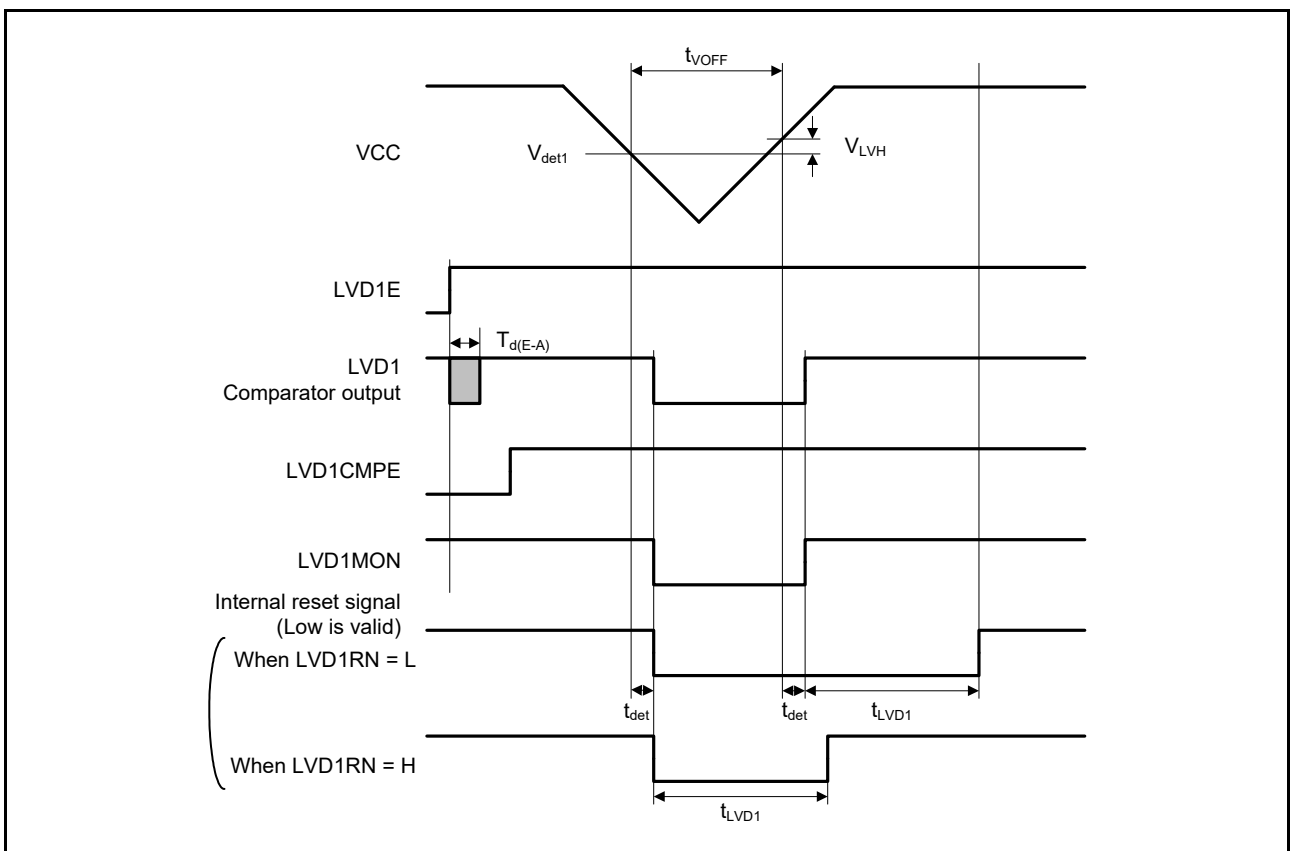 tVOFF
VCC
Vdet1
VLVH
LVD1E
Td(E-A)
LVD1
Comparator output
LVD1CMPE
LVD1MON
Internal reset signal
(Low is valid)
When LVD1RN = L
tdet
tdet
tLVD1
When LVD1RN = H
tLVD1